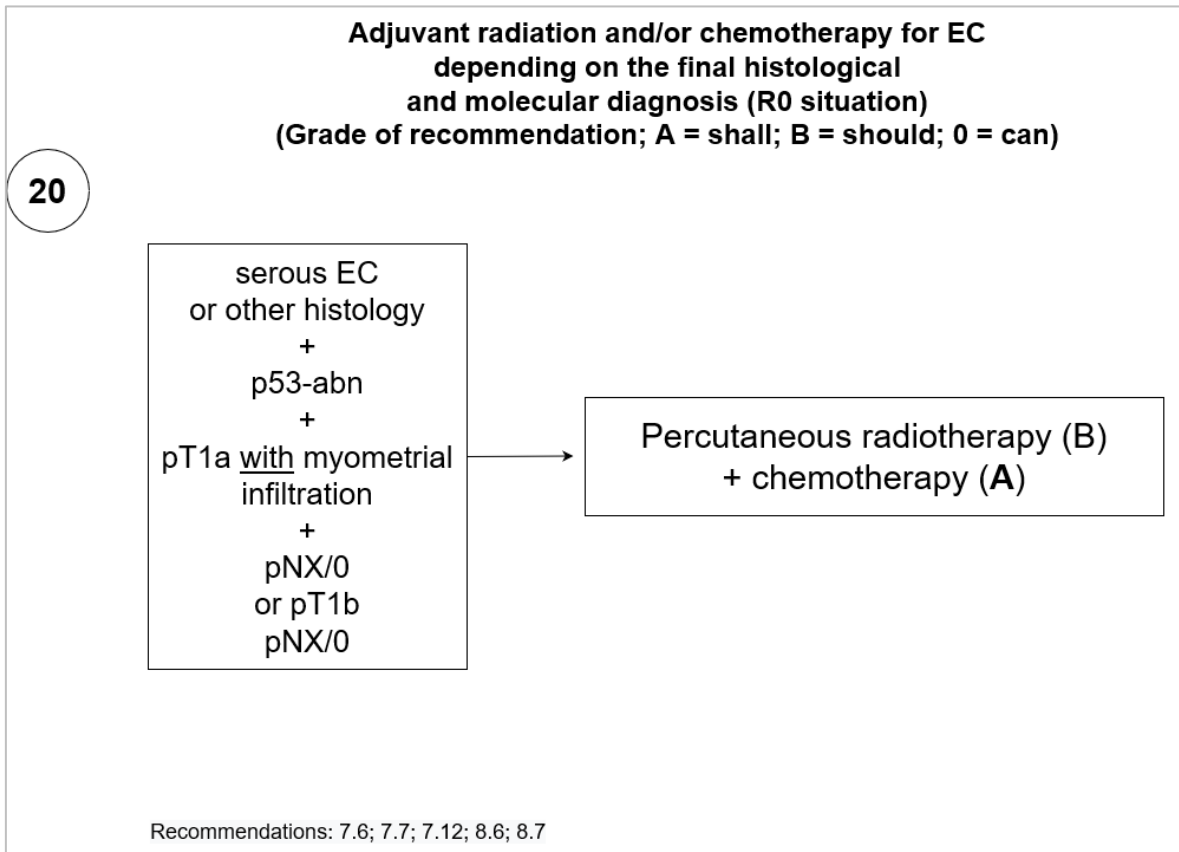 Adjuvant radiation and/or chemotherapy for EC
depending on the final histological
and molecular diagnosis (R0 situation)
(Grade of recommendation; A = shall; B = should; 0 = can)
20
serous EC
or other histology
+
p53-abn
+
pT1a with myometrial
infiltration
+
pNX/0
or pT1b
pNX/0
Percutaneous radiotherapy (B)
+ chemotherapy (A)
Recommendations: 7.6; 7.7; 7.12; 8.6; 8.7